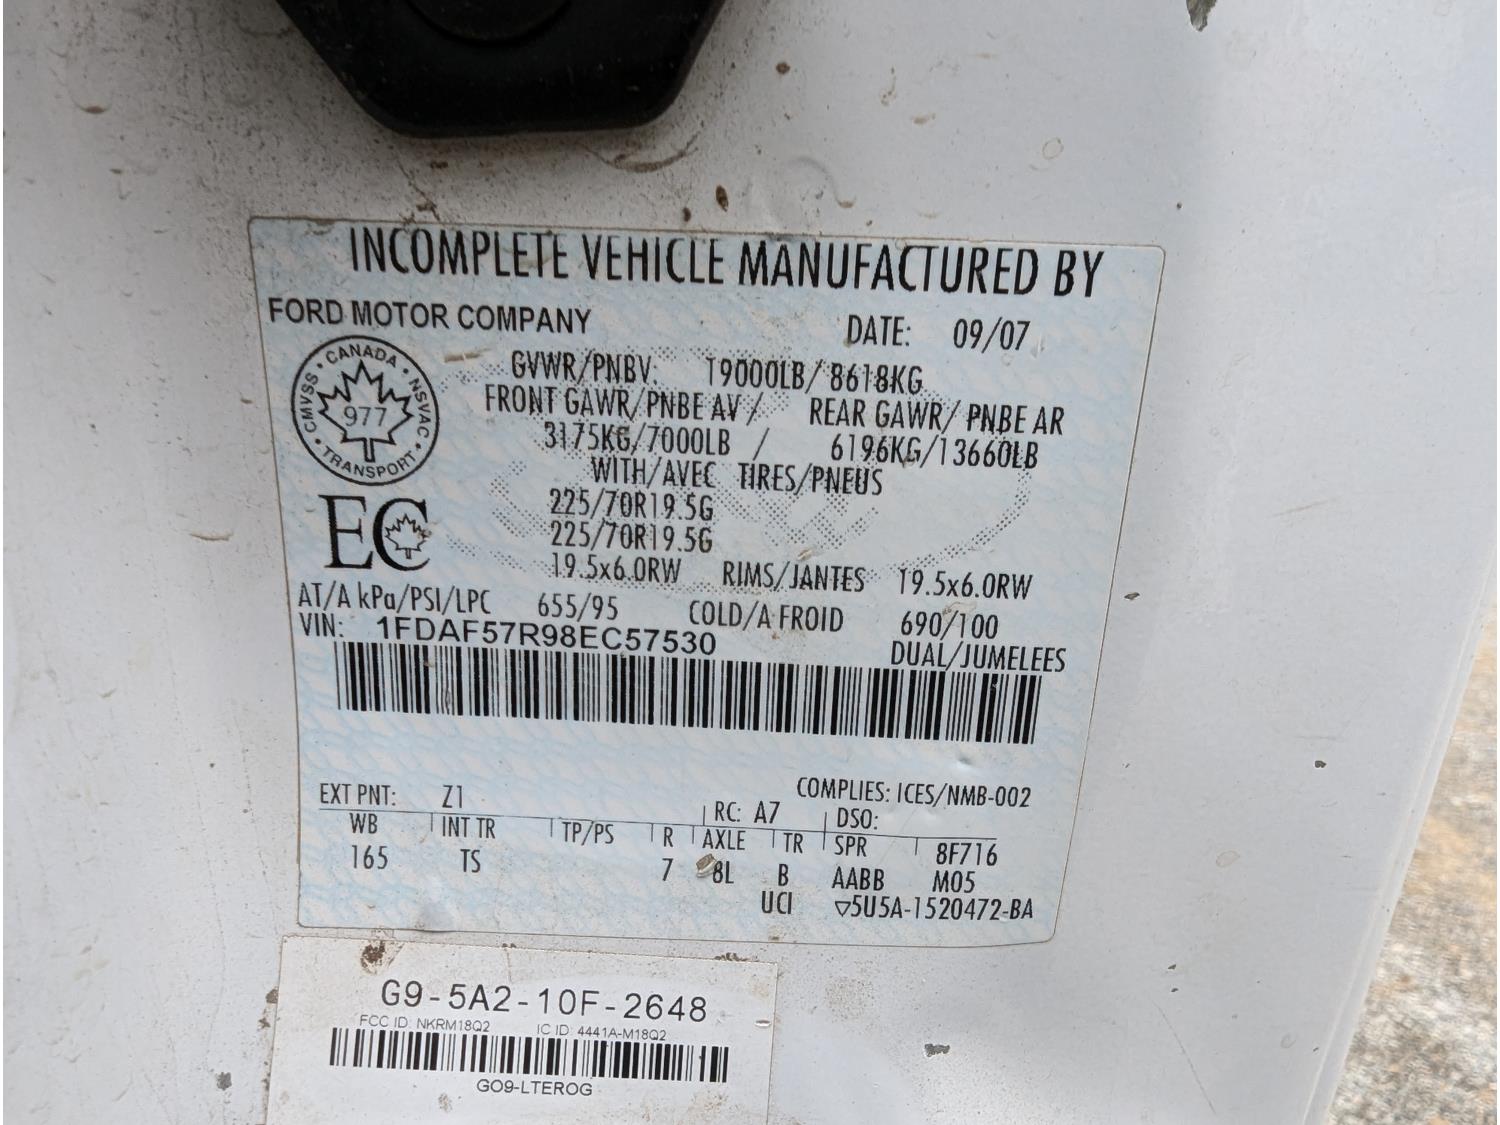 INCOMPLETE VEHICLE MANUFACTURED BY
FORD MOTOR COMPANY
DATE: 09/07
CANADA
CMVSS · NSVAC
977
TRANSPORT
GVWR/PNBV: 19000LB/8618KG
FRONT GAWR/PNBE AV / REAR GAWR/ PNBE AR
3175KG/7000LB / 6196KG/13660LB
WITH/AVEC TIRES/PNEUS
225/70R19.5G
225/70R19.5G
EC
19.5x6.0RW RIMS/JANTES 19.5x6.0RW
AT/A kPa/PSI/LPC 655/95 COLD/A FROID 690/100
VIN: 1FDAF57R98EC57530
DUAL/JUMELEES
COMPLIES: ICES/NMB-002
EXT PNT: Z1 RC: A7 DSO:
WB INT TR TP/PS R AXLE TR SPR 8F716
165 TS 7 8L B AABB M05
UCI ▽5U5A-1520472-BA
G9-5A2-10F-2648
FCC ID: NKRM18Q2 IC ID: 4441A-M18Q2
GO9-LTEROG